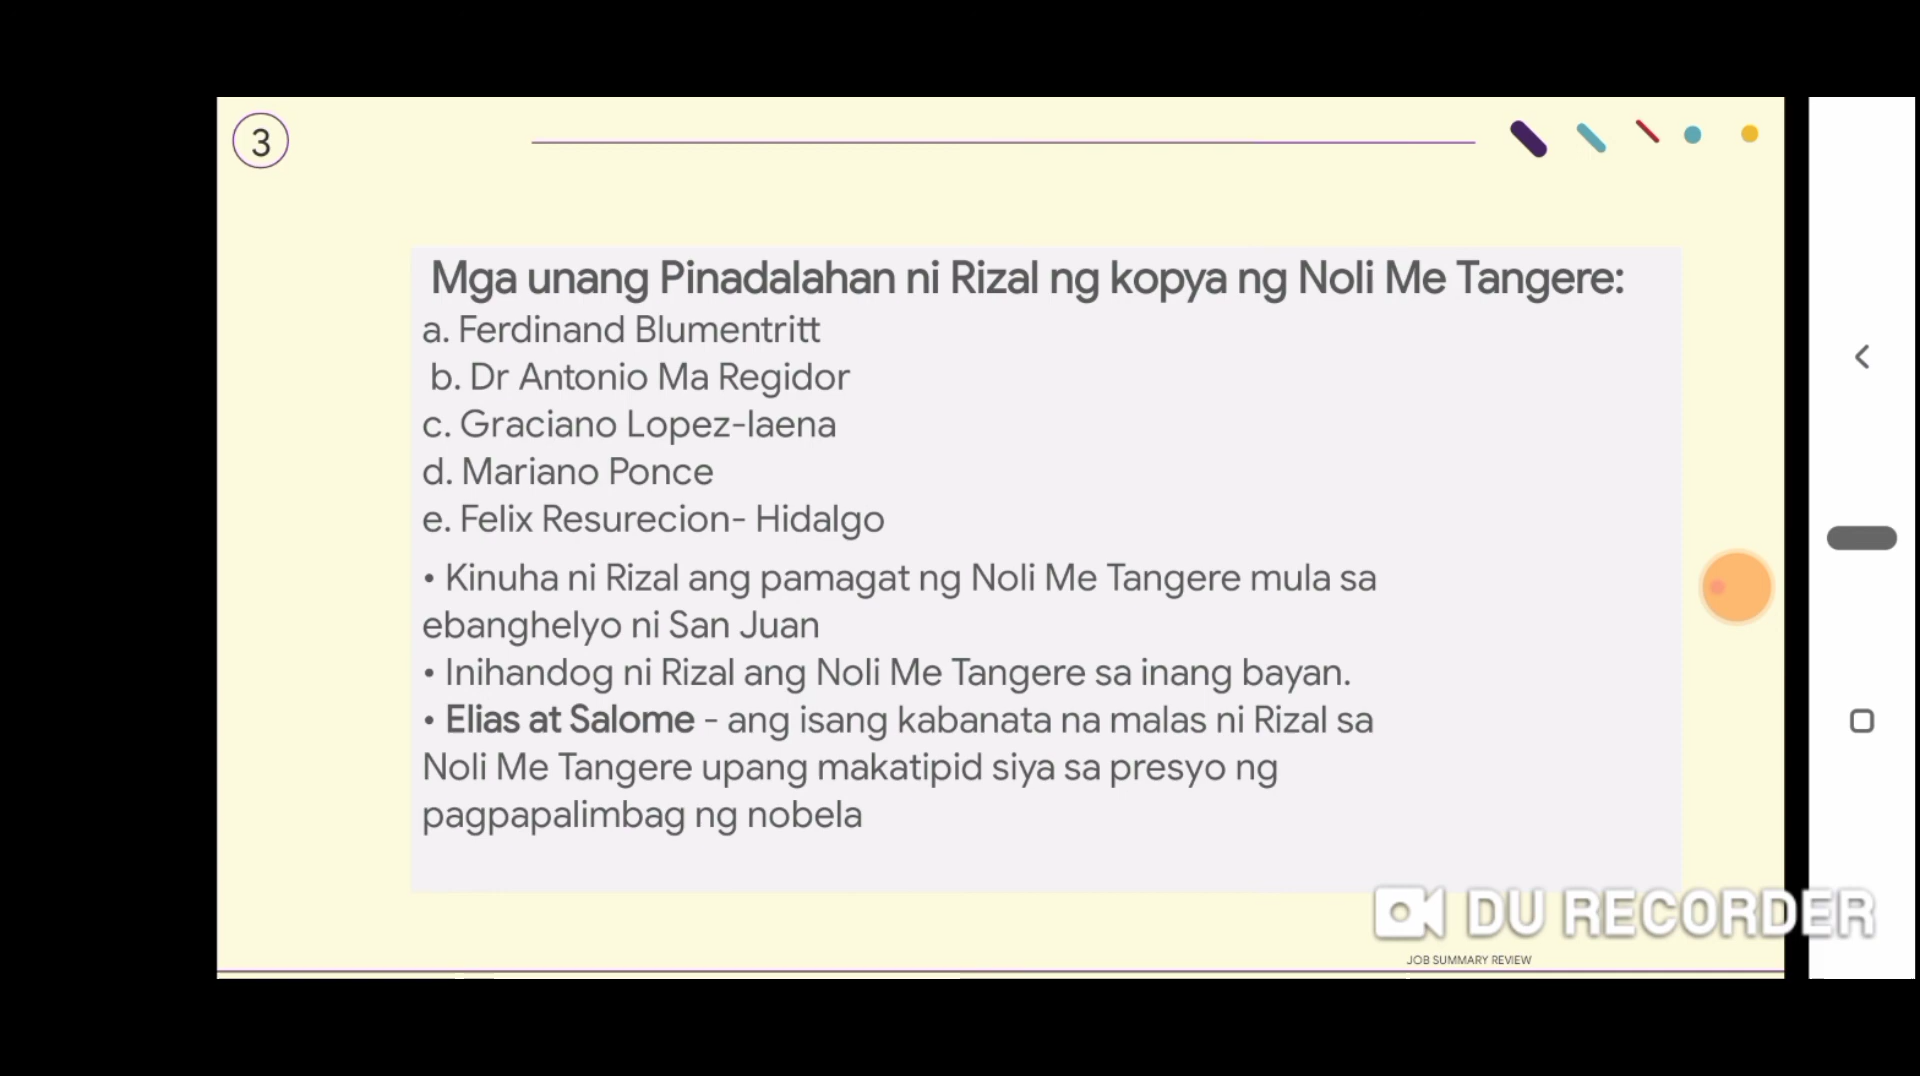 3
Mga unang Pinadalahan ni Rizal ng kopya ng Noli Me Tangere:
a. Ferdinand Blumentritt
b. Dr Antonio Ma Regidor
c. Graciano Lopez-laena
d. Mariano Ponce
e. Felix Resurecion- Hidalgo
• Kinuha ni Rizal ang pamagat ng Noli Me Tangere mula sa
ebanghelyo ni San Juan
• Inihandog ni Rizal ang Noli Me Tangere sa inang bayan.
• Elias at Salome - ang isang kabanata na malas ni Rizal sa
Noli Me Tangere upang makatipid siya sa presyo ng
pagpapalimbag ng nobela
DU RECORDER
JOB SUMMARY REVIEW